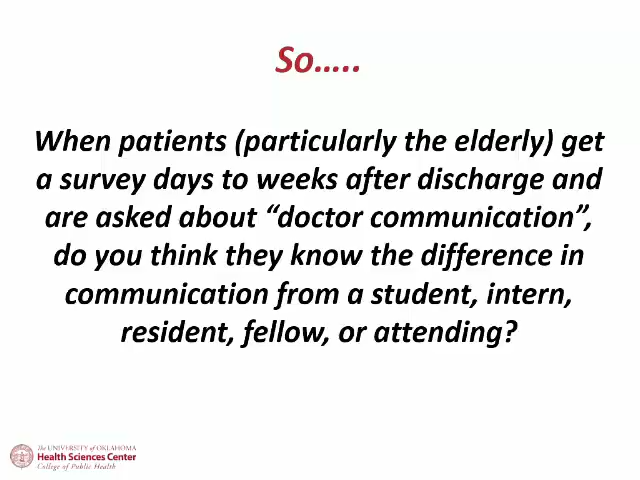 So…..
When patients (particularly the elderly) get
a survey days to weeks after discharge and
are asked about “doctor communication”,
do you think they know the difference in
communication from a student, intern,
resident, fellow, or attending?
The UNIVERSITY of OKLAHOMA
Health Sciences Center
College of Public Health